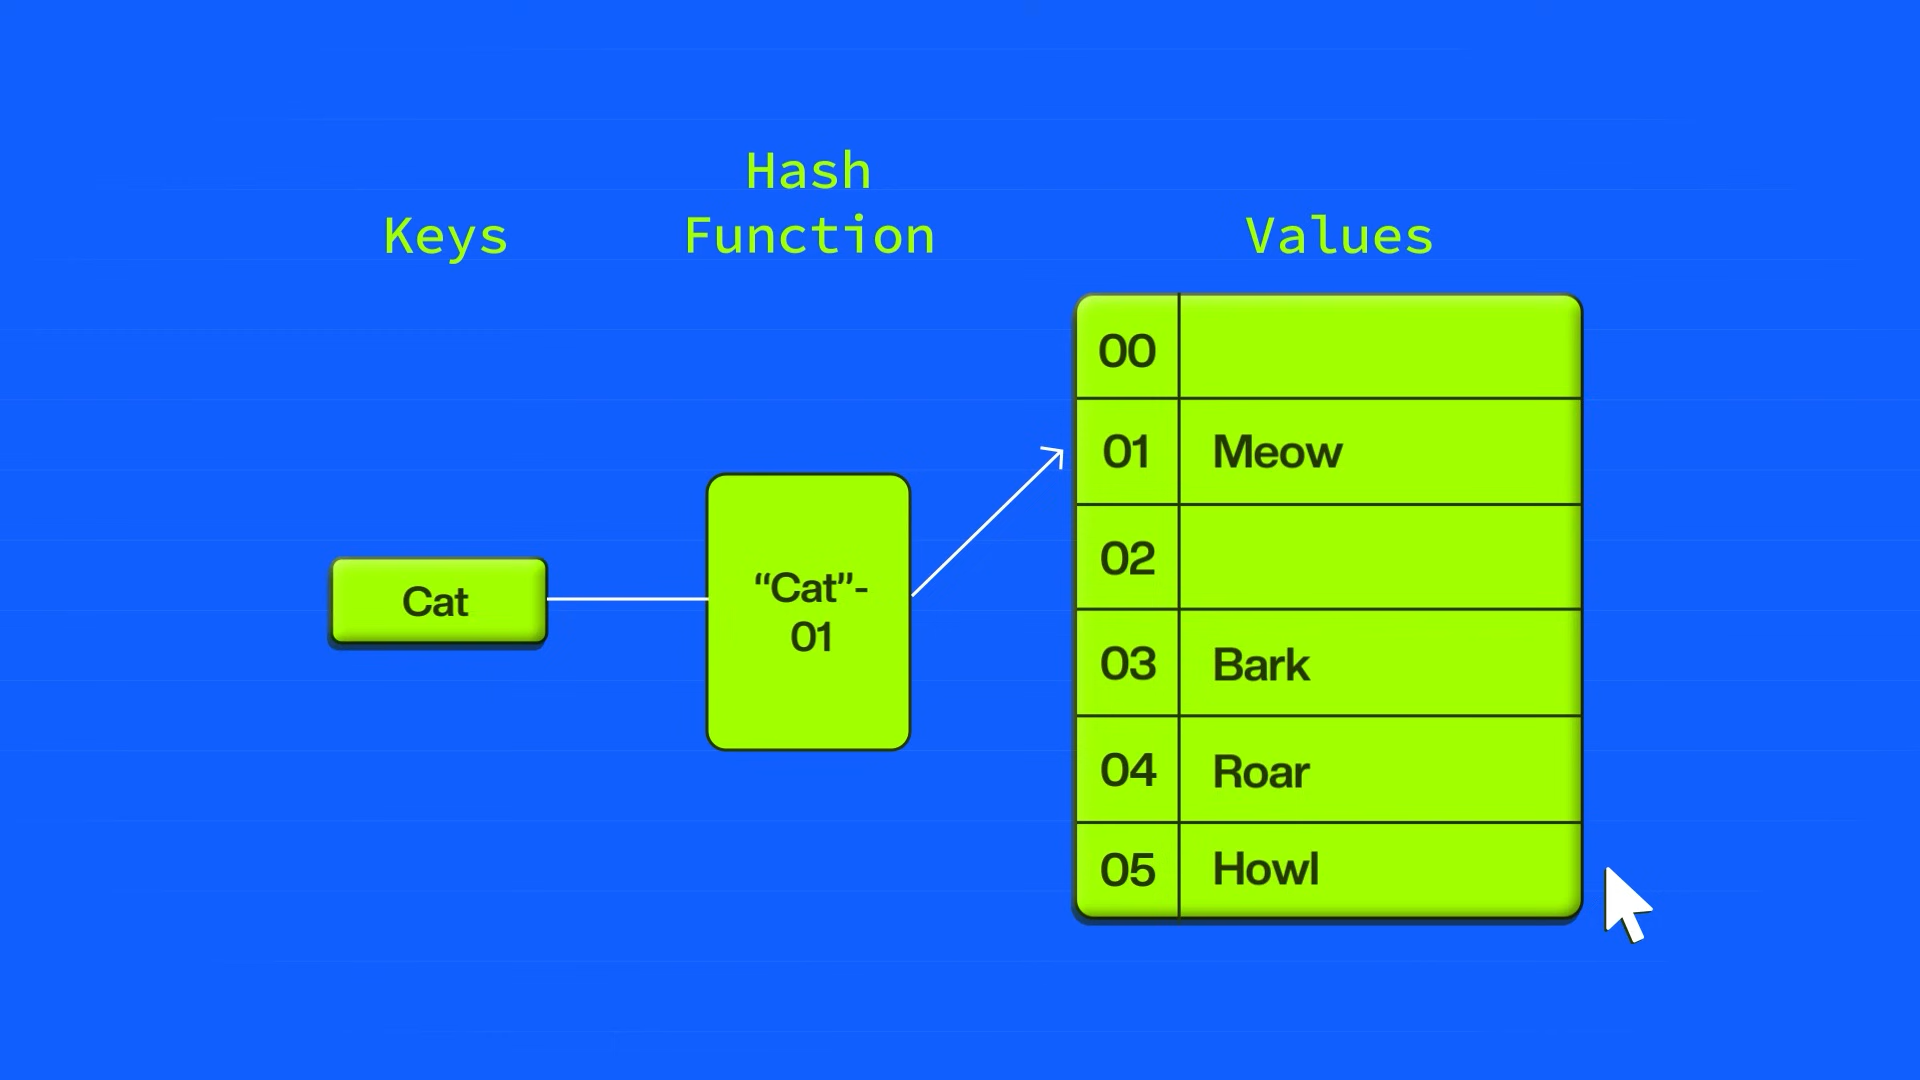 Keys
Hash
Function
Values
Cat
“Cat”-
01
00
01 Meow
02
03 Bark
04 Roar
05 Howl